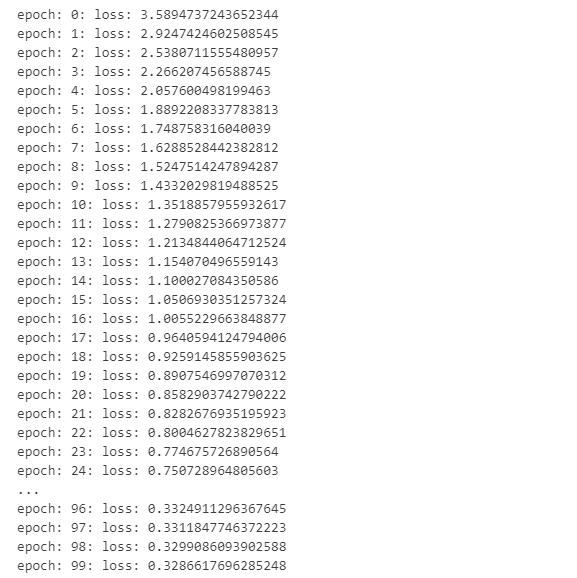 epoch: 0: loss: 3.5894737243652344
epoch: 1: loss: 2.9247424602508545
epoch: 2: loss: 2.5380711555480957
epoch: 3: loss: 2.266207456588745
epoch: 4: loss: 2.057600498199463
epoch: 5: loss: 1.8892208337783813
epoch: 6: loss: 1.748758316040039
epoch: 7: loss: 1.6288528442382812
epoch: 8: loss: 1.5247514247894287
epoch: 9: loss: 1.4332029819488525
epoch: 10: loss: 1.3518857955932617
epoch: 11: loss: 1.2790825366973877
epoch: 12: loss: 1.2134844064712524
epoch: 13: loss: 1.154070496559143
epoch: 14: loss: 1.100027084350586
epoch: 15: loss: 1.0506930351257324
epoch: 16: loss: 1.0055229663848877
epoch: 17: loss: 0.9640594124794006
epoch: 18: loss: 0.9259145855903625
epoch: 19: loss: 0.8907546997070312
epoch: 20: loss: 0.8582903742790222
epoch: 21: loss: 0.8282676935195923
epoch: 22: loss: 0.8004627823829651
epoch: 23: loss: 0.774675726890564
epoch: 24: loss: 0.750728964805603
...
epoch: 96: loss: 0.3324911296367645
epoch: 97: loss: 0.3311847746372223
epoch: 98: loss: 0.3299086093902588
epoch: 99: loss: 0.3286617696285248